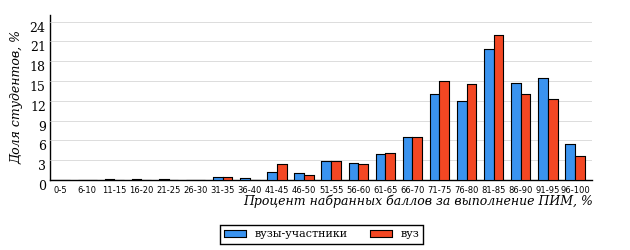 Доля студентов, %
24
21
18
15
12
9
6
3
0
0-5 6-10 11-15 16-20 21-25 26-30 31-35 36-40 41-45 46-50 51-55 56-60 61-65 66-70 71-75 76-80 81-85 86-90 91-95 96-100
Процент набранных баллов за выполнение ПИМ, %
вузы-участники вуз